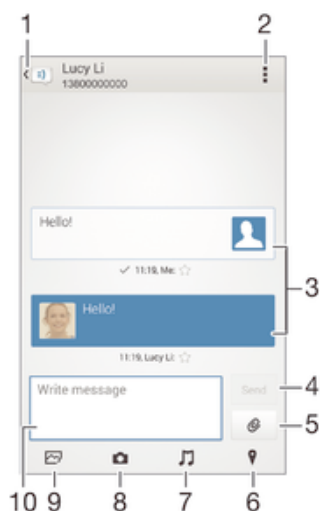 1
2
Lucy Li
13800000000
Hello!
11:19, Me:
3
Hello!
11:19, Lucy Li:
Write message
Send
4
5
10
9
8
7
6